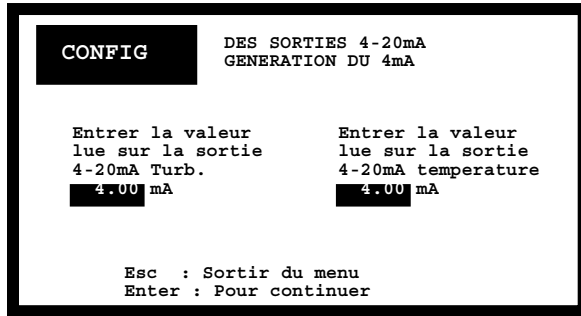 CONFIG
DES SORTIES 4-20mA
GENERATION DU 4mA
Entrer la valeur
lue sur la sortie
4-20mA Turb.
4.00 mA
Entrer la valeur
lue sur la sortie
4-20mA temperature
4.00 mA
Esc : Sortir du menu
Enter : Pour continuer